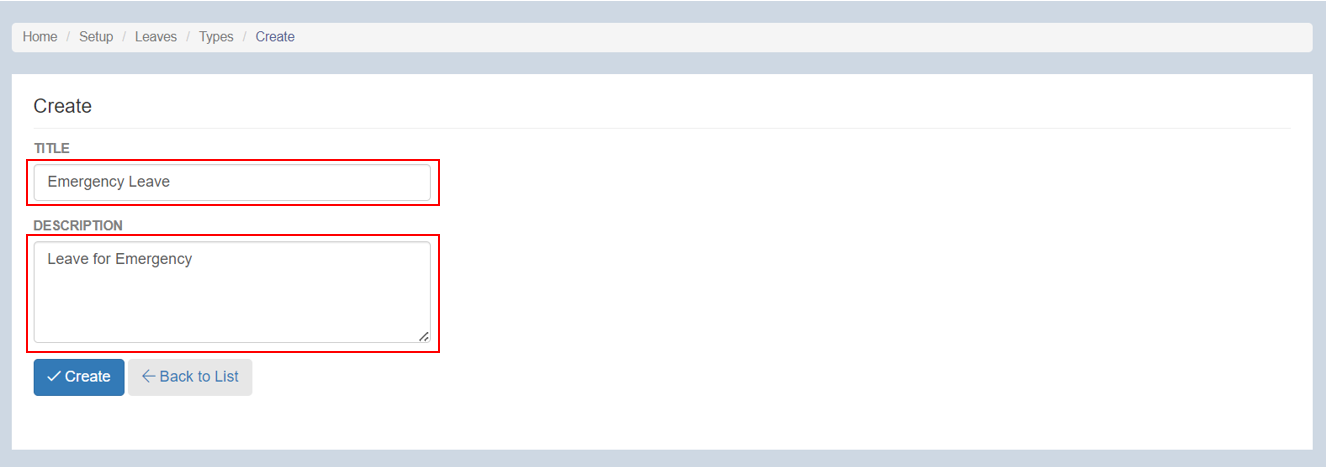 Home / Setup / Leaves / Types / Create
Create
TITLE
Emergency Leave
DESCRIPTION
Leave for Emergency
Create Back to List